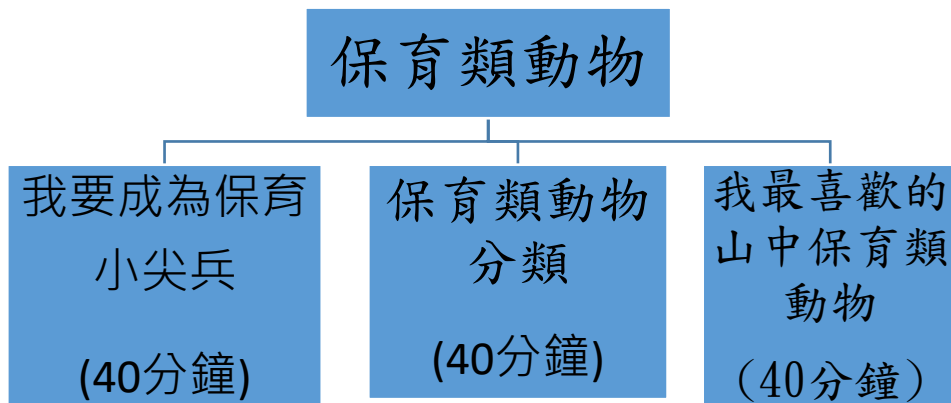 保育類動物
我要成為保育
小尖兵
(40分鐘)
保育類動物
分類
(40分鐘)
我最喜歡的
山中保育類
動物
（40分鐘）